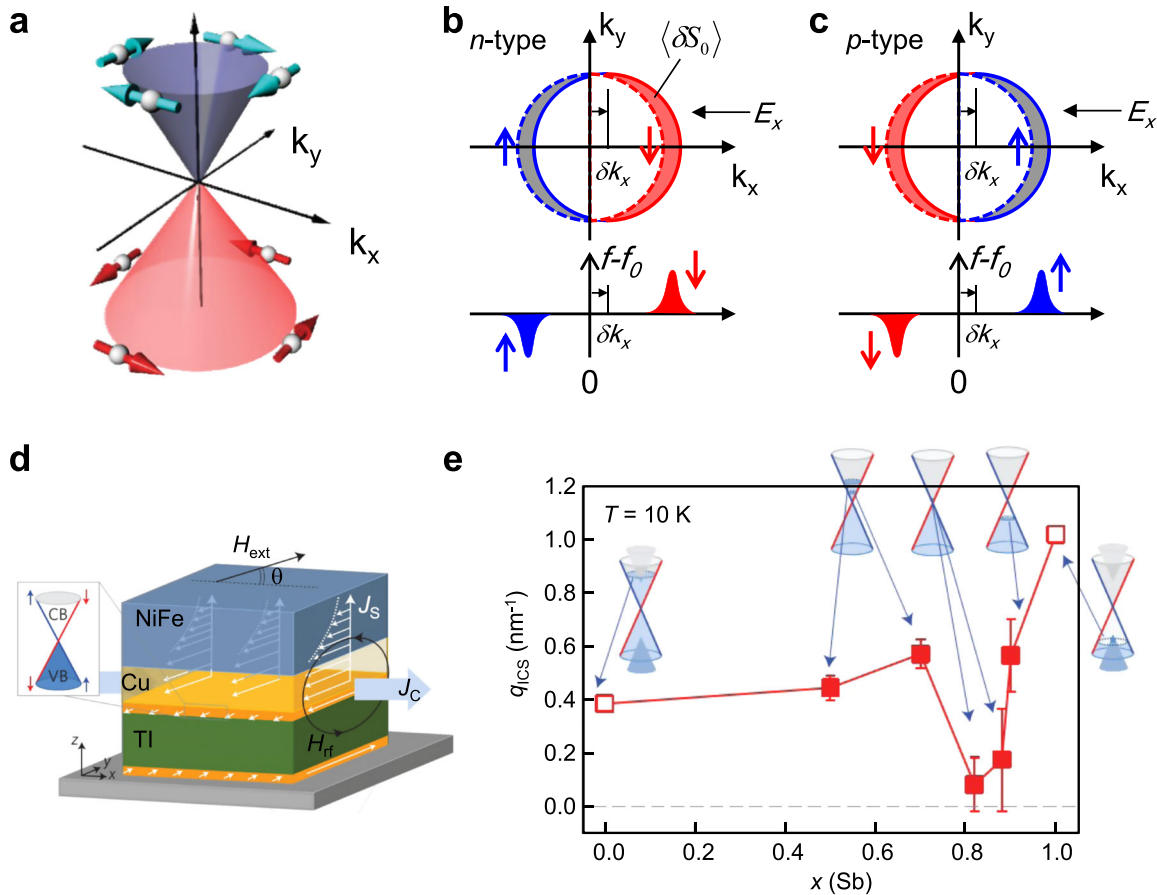 a
k_y
k_x
b
n-type
k_y
⟨δS_0⟩
E_x
δk_x
k_x
f-f_0
δk_x
0
c
p-type
k_y
E_x
δk_x
k_x
f-f_0
δk_x
0
d
H_ext
θ
NiFe
J_S
CB
VB
Cu
J_C
TI
H_rf
z
y
x
e
T = 10 K
q_ICS (nm⁻¹)
1.2
1.0
0.8
0.6
0.4
0.2
0.0
0.0
0.2
0.4
0.6
0.8
1.0
x (Sb)